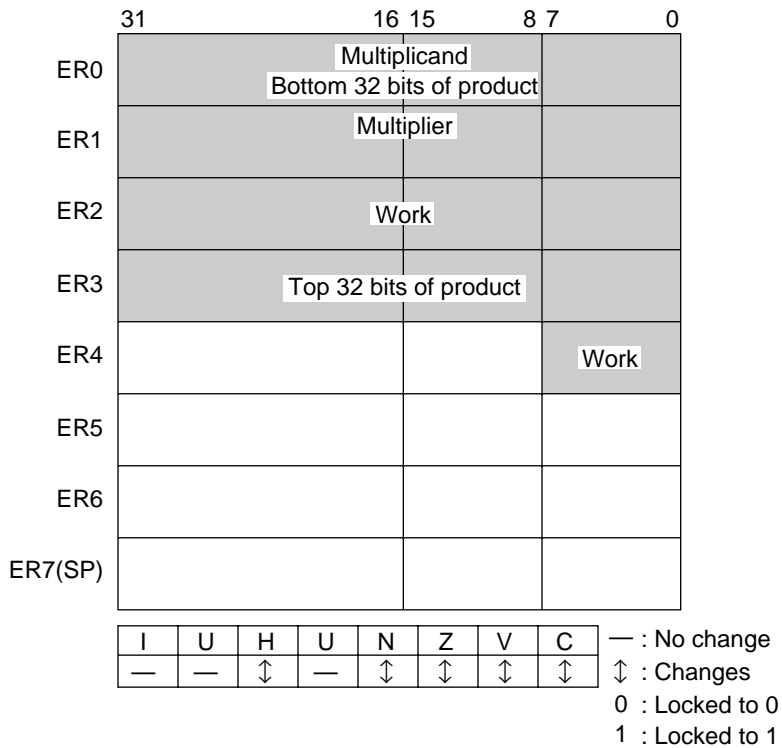 31 16 15 8 7 0
ER0 Multiplicand
Bottom 32 bits of product
ER1 Multiplier
ER2 Work
ER3 Top 32 bits of product
ER4 Work
ER5
ER6
ER7(SP)
I U H U N Z V C — : No change
— — ↕ — ↕ ↕ ↕ ↕ ↕ : Changes
0 : Locked to 0
1 : Locked to 1